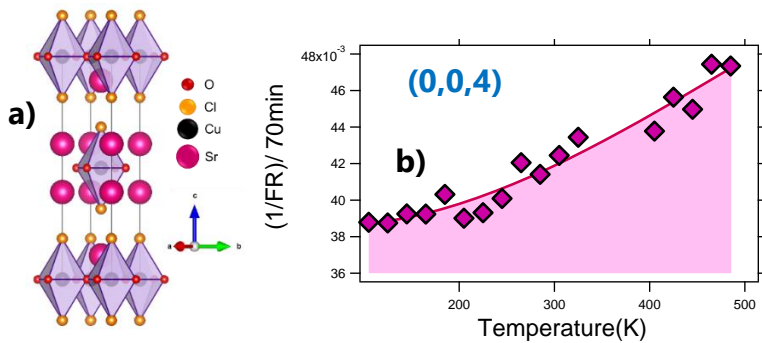 a)
O
Cl
Cu
Sr
c
a
b
(0,0,4)
b)
48x10⁻³
46
44
42
40
38
36
(1/FR)/ 70min
200
300
400
500
Temperature(K)